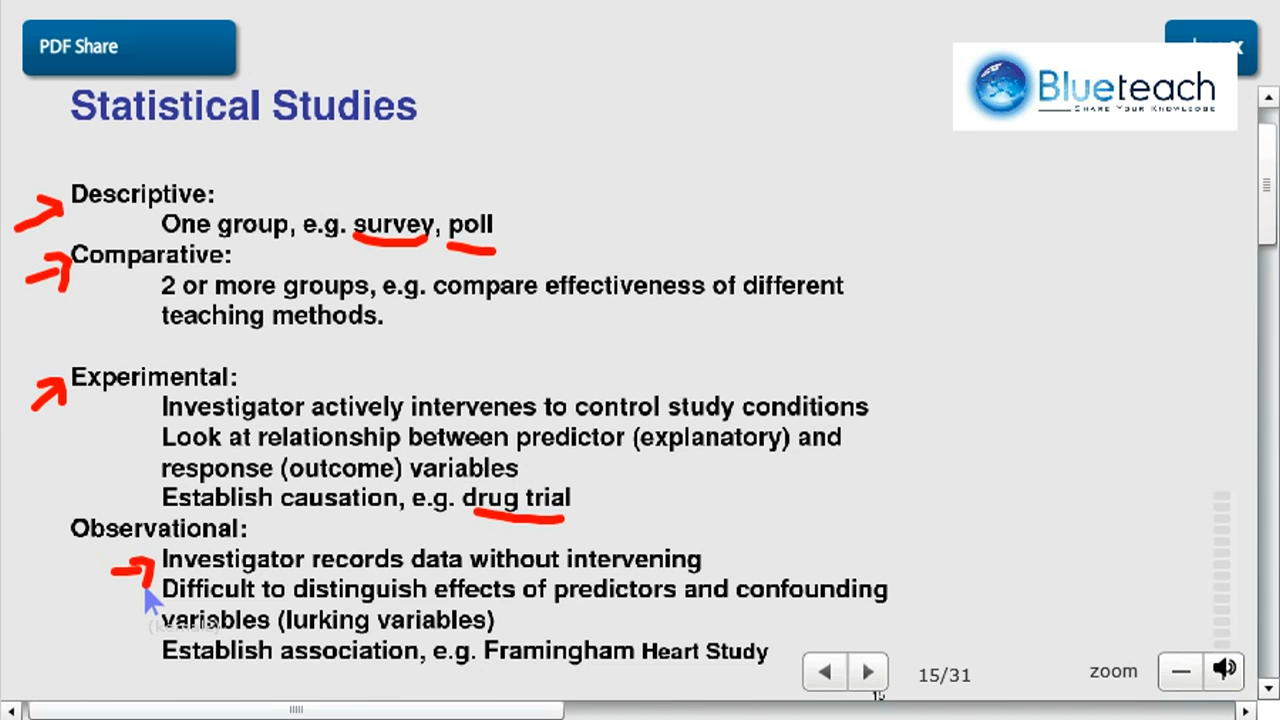 PDF Share
Blueteach
SHARE YOUR KNOWLEDGE
Statistical Studies
Descriptive:
One group, e.g. survey, poll
Comparative:
2 or more groups, e.g. compare effectiveness of different
teaching methods.
Experimental:
Investigator actively intervenes to control study conditions
Look at relationship between predictor (explanatory) and
response (outcome) variables
Establish causation, e.g. drug trial
Observational:
Investigator records data without intervening
Difficult to distinguish effects of predictors and confounding
variables (lurking variables)
Establish association, e.g. Framingham Heart Study
15/31
zoom